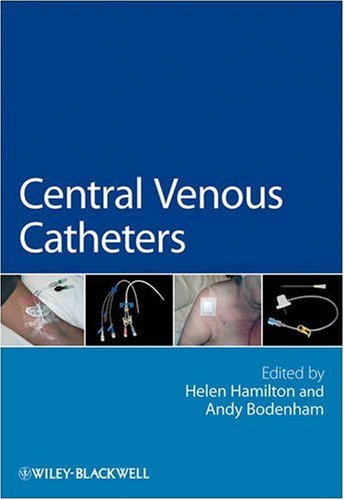 Central Venous
Catheters
Edited by
Helen Hamilton and
Andy Bodenham
WILEY-BLACKWELL